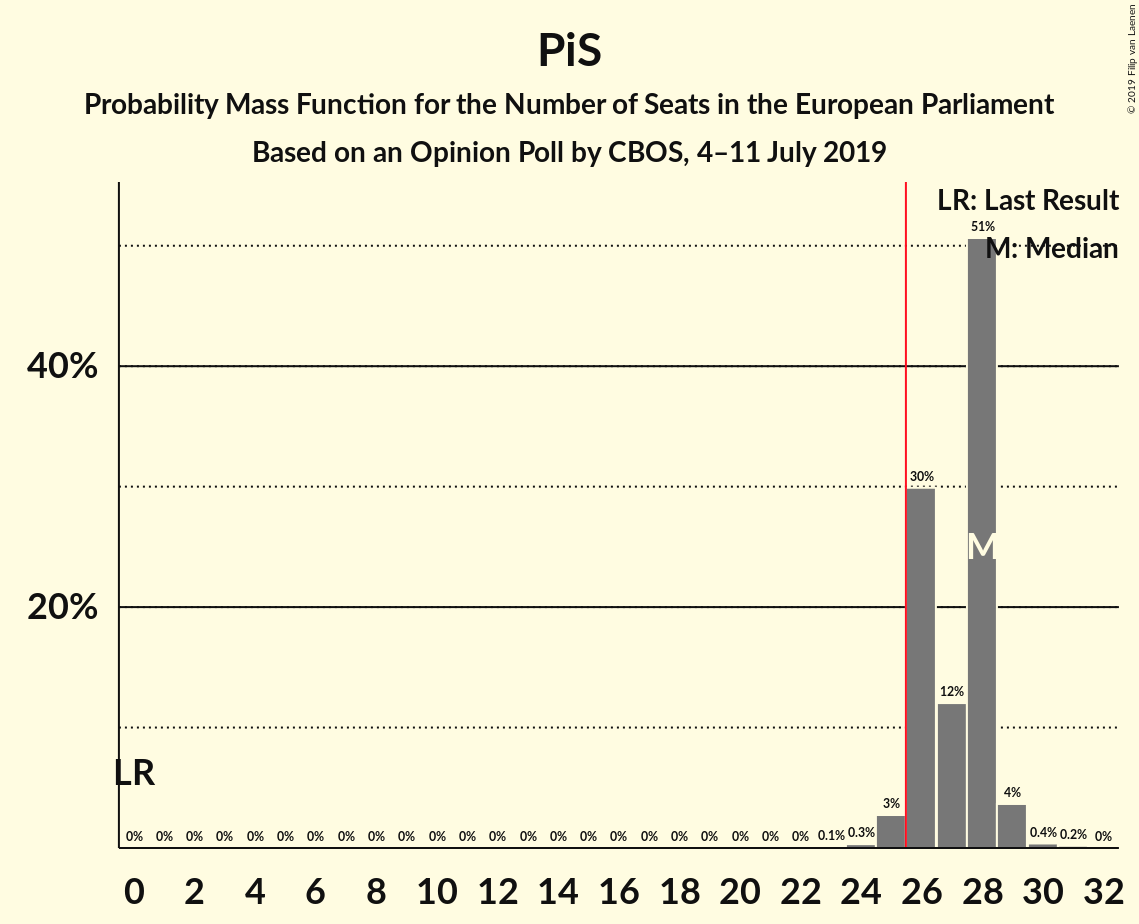 PiS
Probability Mass Function for the Number of Seats in the European Parliament
Based on an Opinion Poll by CBOS, 4–11 July 2019
© 2019 Filip van Laenen
LR: Last Result
M: Median
51%
40%
30%
M
20%
12%
LR
4%
3%
0% 0% 0% 0% 0% 0% 0% 0% 0% 0% 0% 0% 0% 0% 0% 0% 0% 0% 0% 0% 0% 0% 0% 0.1% 0.3% 0.4% 0.2% 0%
0 2 4 6 8 10 12 14 16 18 20 22 24 26 28 30 32